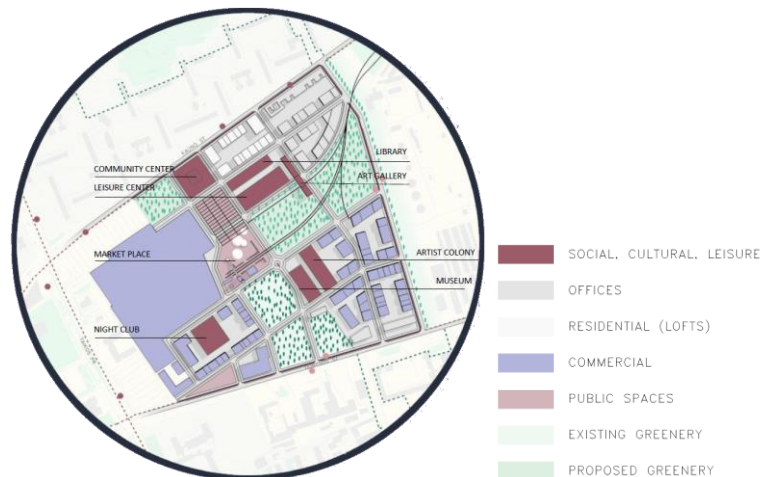 LIBRARY
COMMUNITY CENTER
ART GALLERY
LEISURE CENTER
MARKET PLACE
ARTIST COLONY
MUSEUM
NIGHT CLUB
SOCIAL, CULTURAL, LEISURE
OFFICES
RESIDENTIAL (LOFTS)
COMMERCIAL
PUBLIC SPACES
EXISTING GREENERY
PROPOSED GREENERY